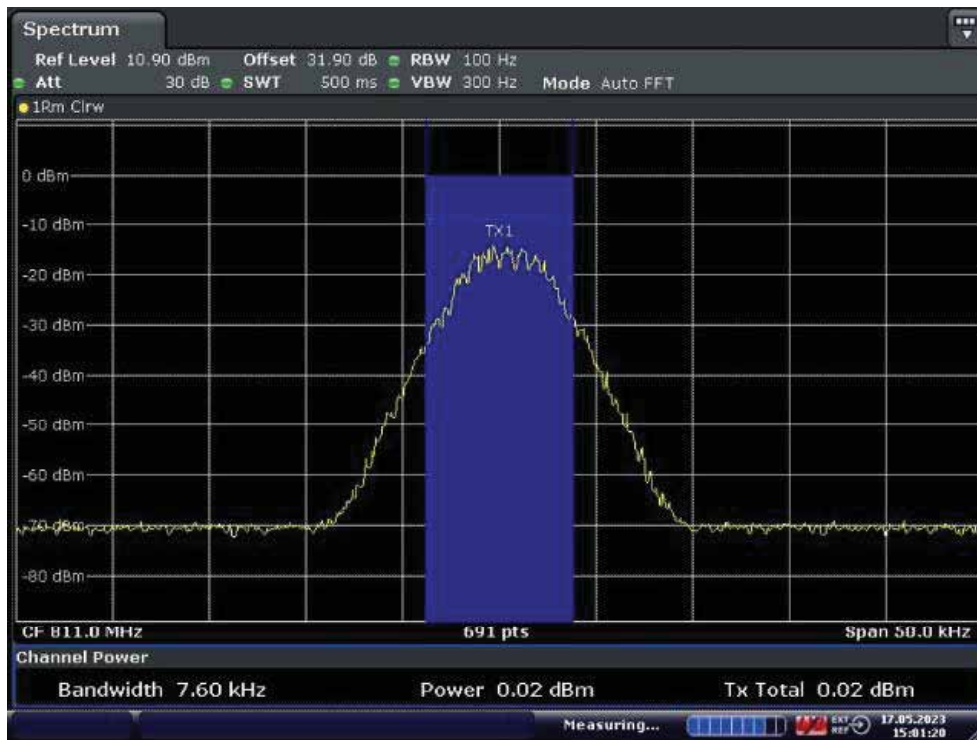 Spectrum
Ref Level 10.90 dBm Offset 31.90 dB RBW 100 Hz
Att 30 dB SWT 500 ms VBW 300 Hz Mode Auto FFT
1Rm Clrw
0 dBm
-10 dBm
TX1
-20 dBm
-30 dBm
-40 dBm
-50 dBm
-60 dBm
-70 dBm
-80 dBm
CF 811.0 MHz 691 pts Span 50.0 kHz
Channel Power
Bandwidth 7.60 kHz Power 0.02 dBm Tx Total 0.02 dBm
Measuring... EXT REF 17.05.2023
15:01:20